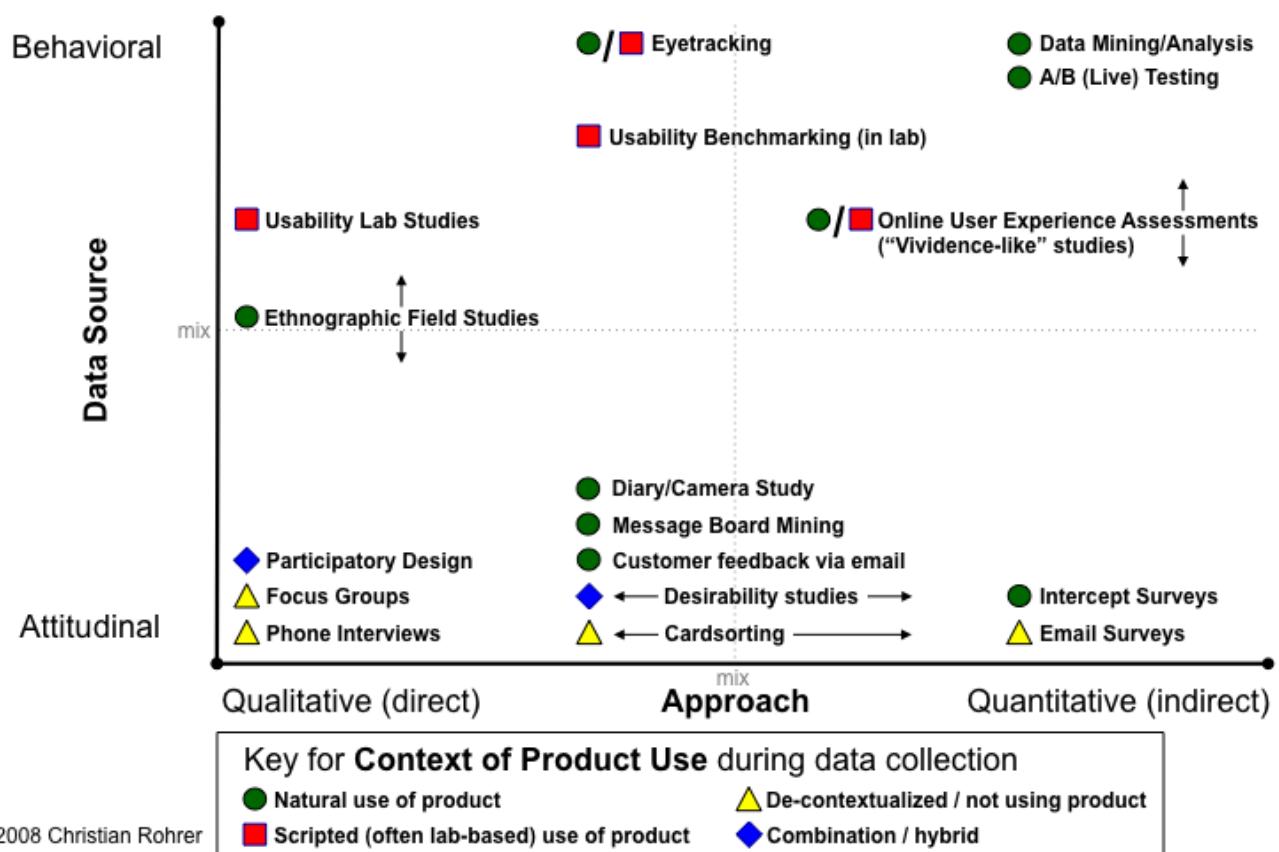 Behavioral
/ Eyetracking
Data Mining/Analysis
A/B (Live) Testing
Usability Benchmarking (in lab)
Usability Lab Studies
/ Online User Experience Assessments
(“Vividence-like” studies)
Data Source
Ethnographic Field Studies
mix
Diary/Camera Study
Message Board Mining
Participatory Design
Customer feedback via email
Focus Groups
Desirability studies
Intercept Surveys
Attitudinal
Phone Interviews
Cardsorting
Email Surveys
mix
Qualitative (direct)
Approach
Quantitative (indirect)
Key for Context of Product Use during data collection
Natural use of product
De-contextualized / not using product
2008 Christian Rohrer
Scripted (often lab-based) use of product
Combination / hybrid